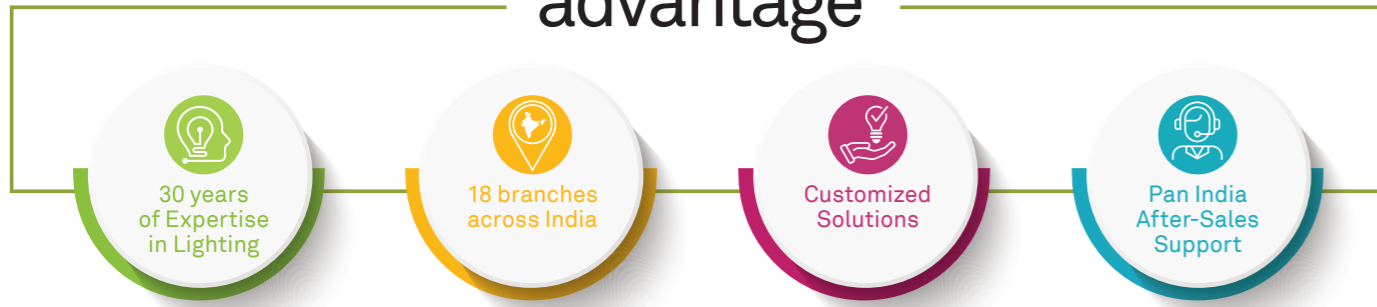 advantage
30 years
of Expertise
in Lighting
18 branches
across India
Customized
Solutions
Pan India
After-Sales
Support